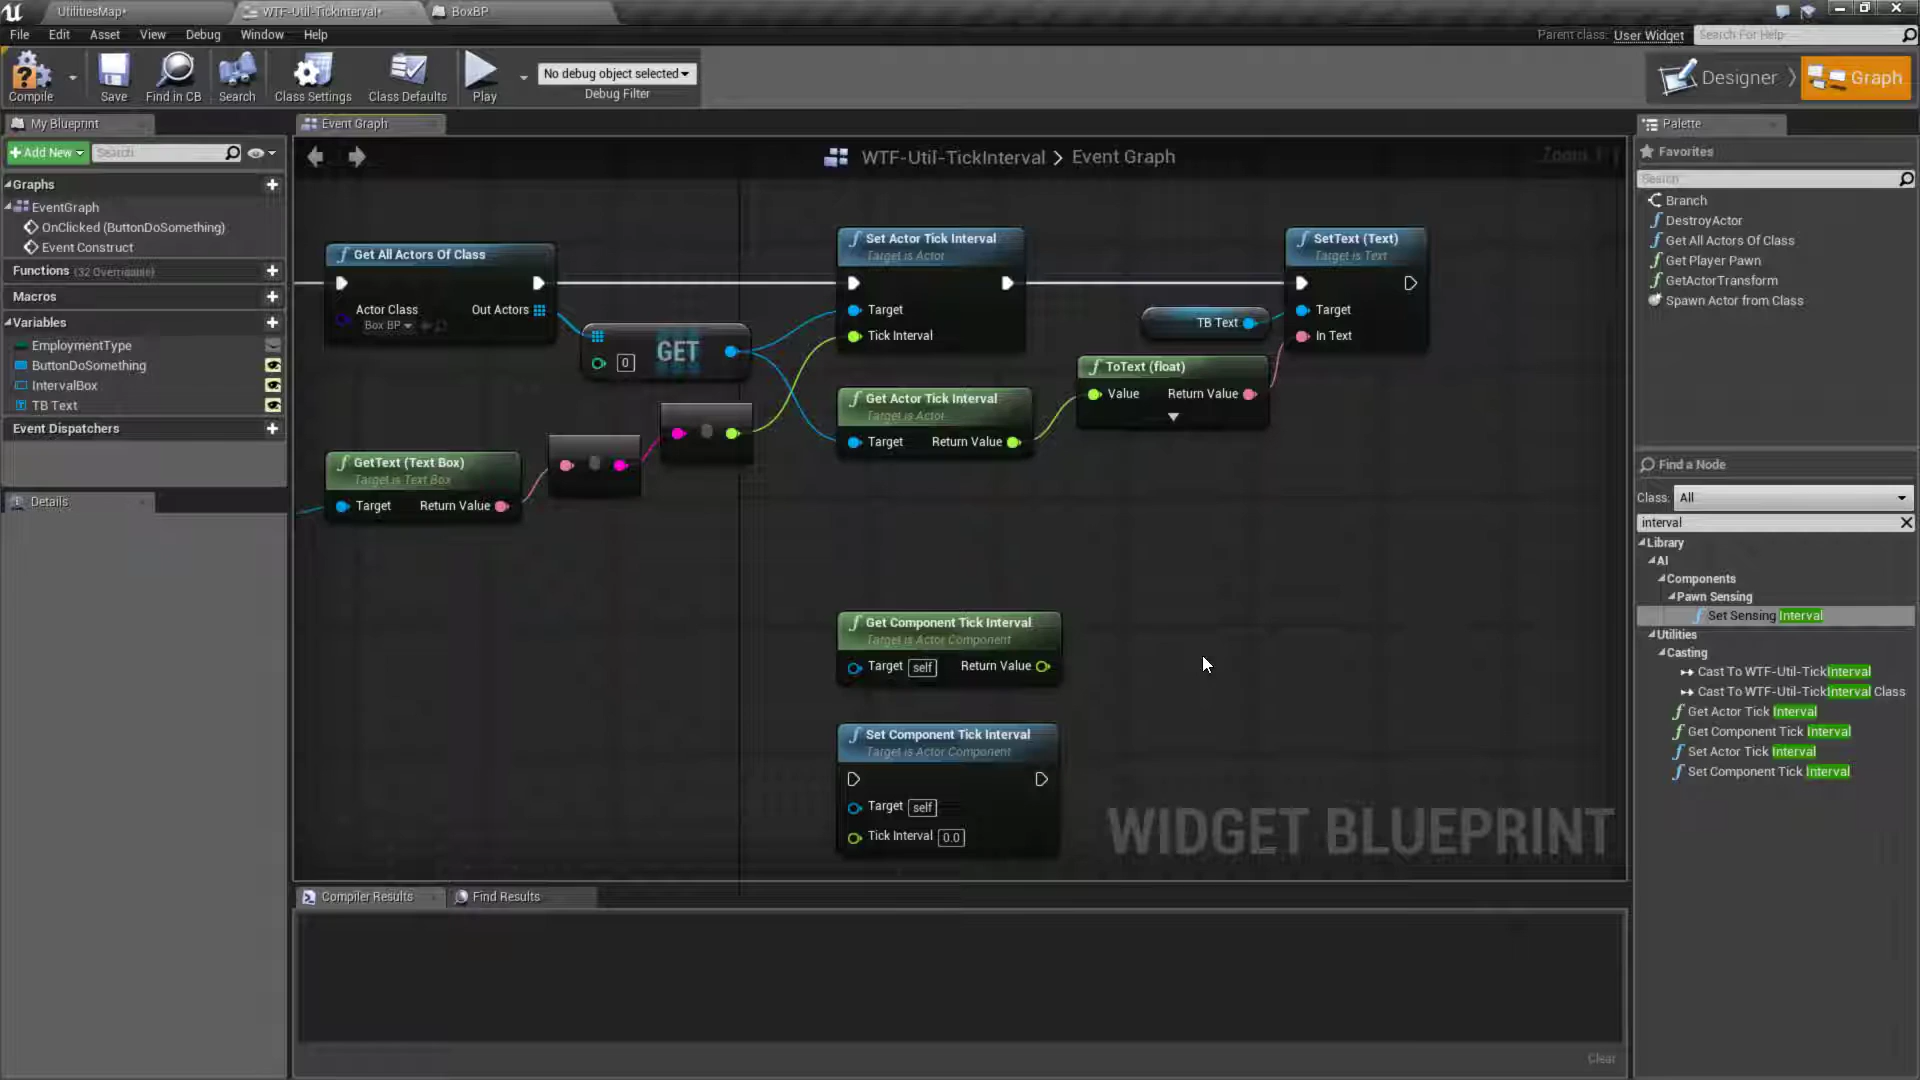 UtilitiesMap*
WTF-Util-TickInterval*
BoxBP
File Edit Asset View Debug Window Help
Parent class: User Widget
Search For Help
Compile
Save
Find in CB
Search
Class Settings
Class Defaults
Play
No debug object selected
Debug Filter
Designer
Graph
My Blueprint
Add New
Search
Graphs
EventGraph
OnClicked (ButtonDoSomething)
Event Construct
Functions (32 Overridable)
Macros
Variables
EmploymentType
ButtonDoSomething
IntervalBox
TB Text
Event Dispatchers
Details
Event Graph
WTF-Util-TickInterval > Event Graph
Zoom 1:1
Get All Actors Of Class
Actor Class
Box BP
Out Actors
GET
0
Set Actor Tick Interval
Target is Actor
Target
Tick Interval
SetText (Text)
Target is Text
Target
In Text
TB Text
ToText (float)
Value Return Value
Get Actor Tick Interval
Target is Actor
Target Return Value
GetText (Text Box)
Target is Text Box
Target Return Value
Get Component Tick Interval
Target is Actor Component
Target self Return Value
Set Component Tick Interval
Target is Actor Component
Target self
Tick Interval 0.0
WIDGET BLUEPRINT
Compiler Results
Find Results
Clear
Palette
Favorites
Search
Branch
DestroyActor
Get All Actors Of Class
Get Player Pawn
GetActorTransform
Spawn Actor from Class
Find a Node
Class: All
interval
Library
AI
Components
Pawn Sensing
Set Sensing Interval
Utilities
Casting
Cast To WTF-Util-TickInterval
Cast To WTF-Util-TickInterval Class
Get Actor Tick Interval
Get Component Tick Interval
Set Actor Tick Interval
Set Component Tick Interval